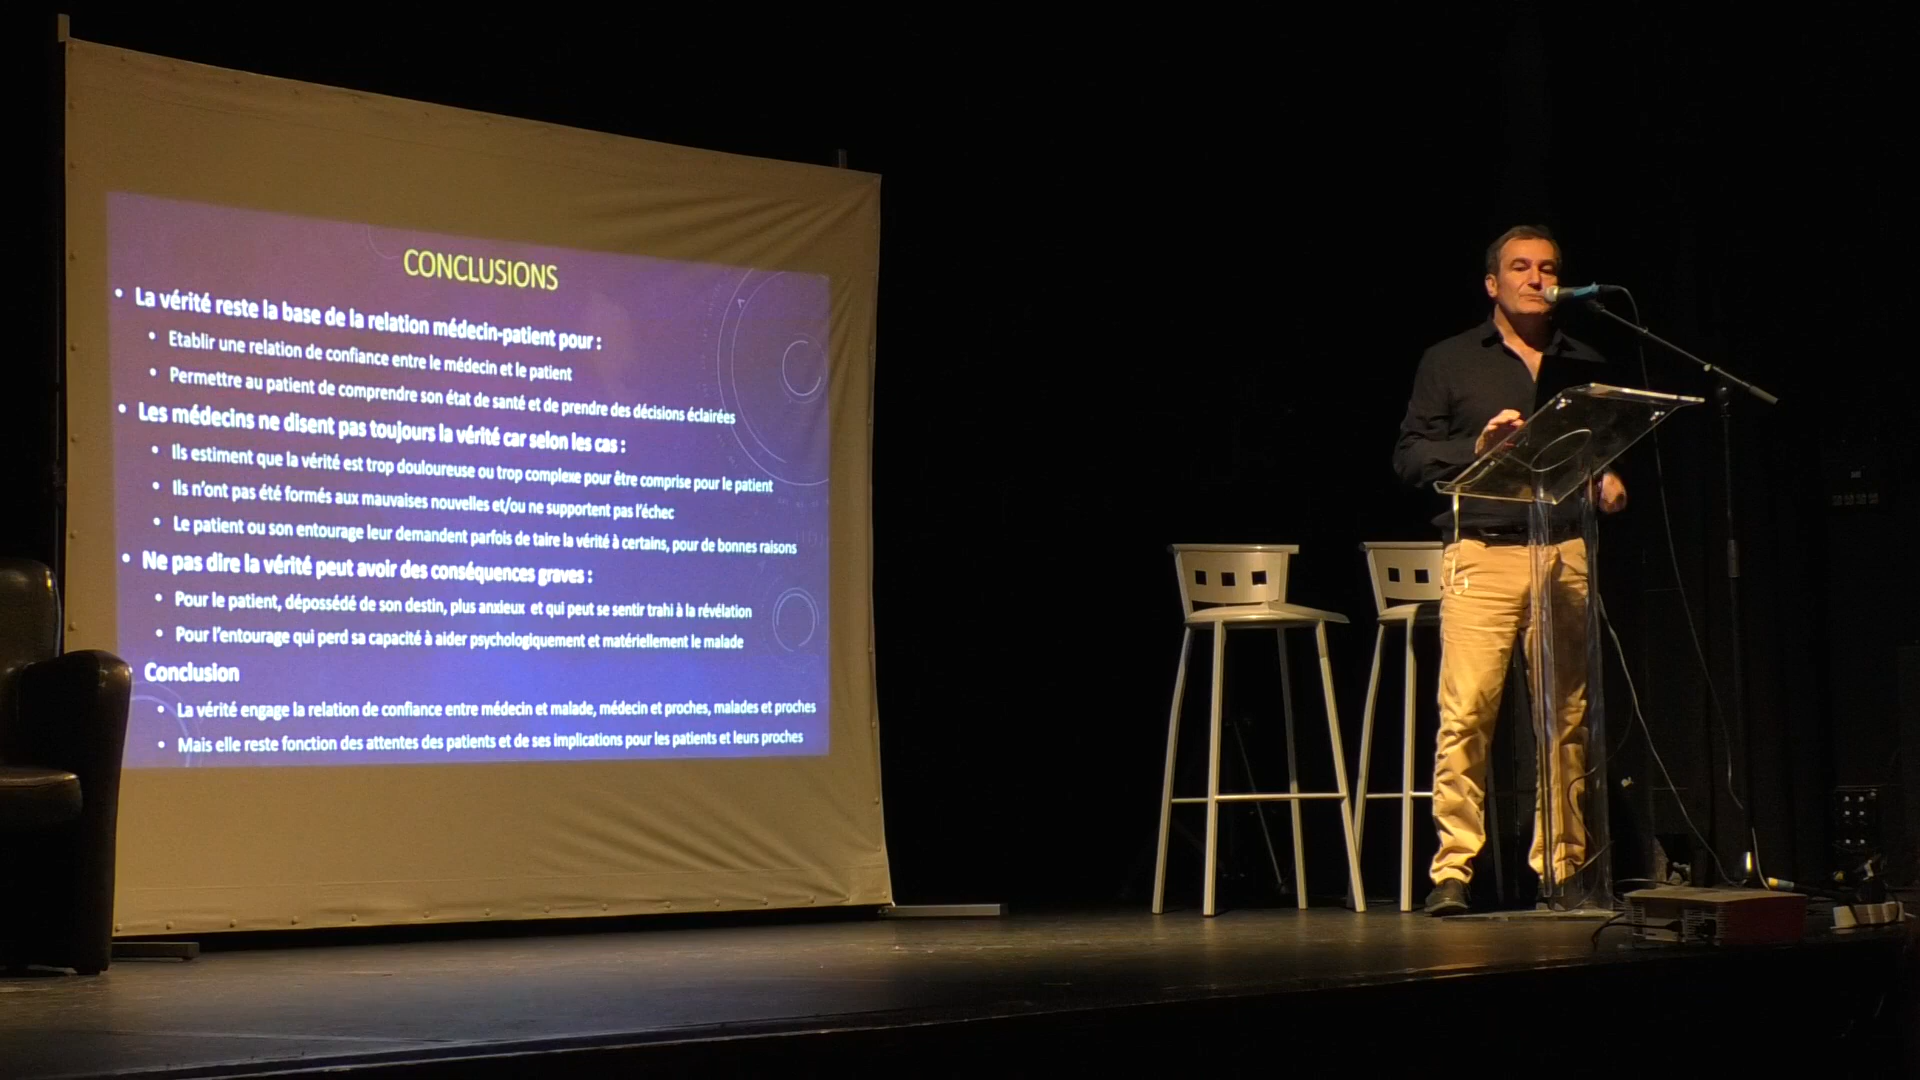 CONCLUSIONS
• La vérité reste la base de la relation médecin-patient pour :
• Etablir une relation de confiance entre le médecin et le patient
• Permettre au patient de comprendre son état de santé et de prendre des décisions éclairées
• Les médecins ne disent pas toujours la vérité car selon les cas :
• Ils estiment que la vérité est trop douloureuse ou trop complexe pour être comprise pour le patient
• Ils n'ont pas été formés aux mauvaises nouvelles et/ou ne supportent pas l'échec
• Le patient ou son entourage leur demandent parfois de taire la vérité à certains, pour de bonnes raisons
• Ne pas dire la vérité peut avoir des conséquences graves :
• Pour le patient, dépossédé de son destin, plus anxieux et qui peut se sentir trahi à la révélation
• Pour l'entourage qui perd sa capacité à aider psychologiquement et matériellement le malade
• Conclusion
• La vérité engage la relation de confiance entre médecin et malade, médecin et proches, malades et proches
• Mais elle reste fonction des attentes des patients et de ses implications pour les patients et leurs proches